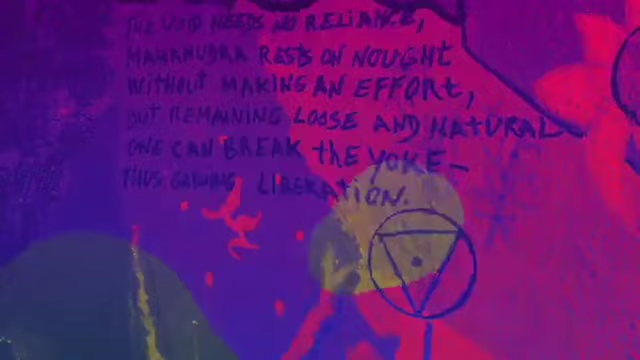 THE VOID NEEDS NO RELIANCE,
MAHAMUDRA RESTS ON NOUGHT
WITHOUT MAKING AN EFFORT,
BUT REMAINING LOOSE AND NATURAL
ONE CAN BREAK the YOKE —
THUS GAINING LIBERATION.